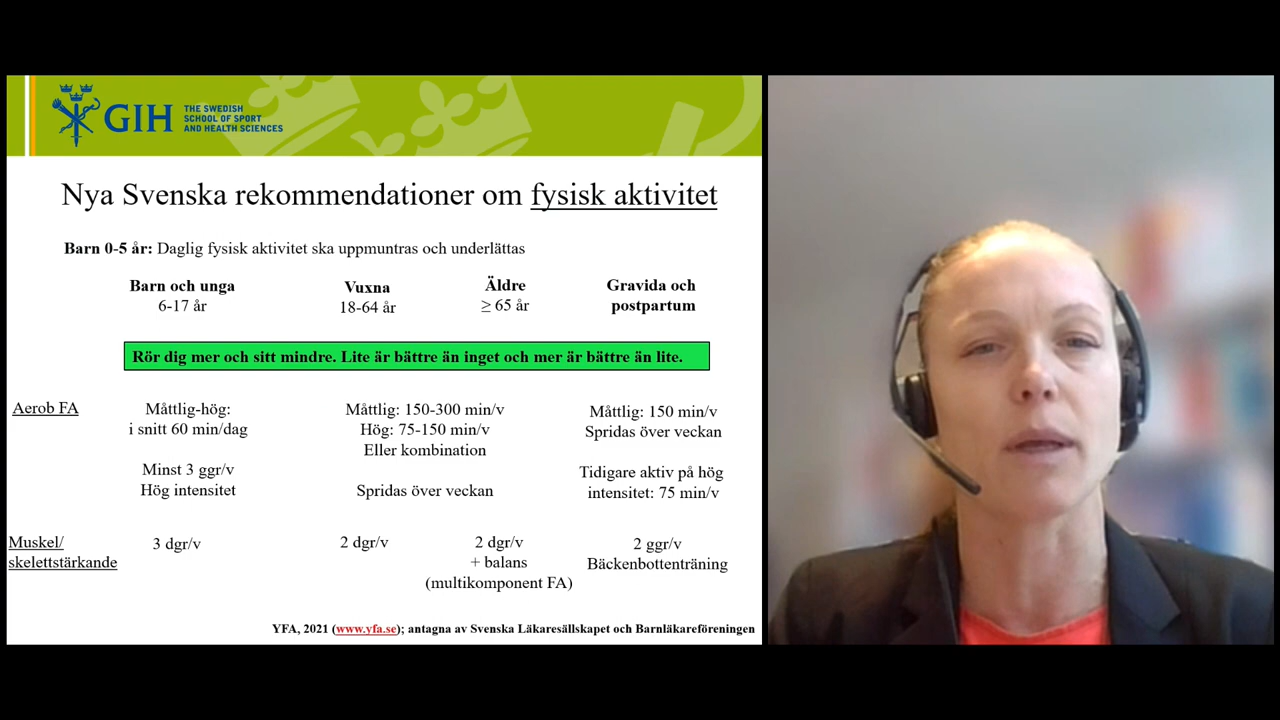 GIH
THE SWEDISH
SCHOOL OF SPORT
AND HEALTH SCIENCES
Nya Svenska rekommendationer om fysisk aktivitet
Barn 0-5 år: Daglig fysisk aktivitet ska uppmuntras och underlättas
Barn och unga
6-17 år
Vuxna
18-64 år
Äldre
≥ 65 år
Gravida och
postpartum
Rör dig mer och sitt mindre. Lite är bättre än inget och mer är bättre än lite.
Aerob FA
Måttlig-hög:
i snitt 60 min/dag
Minst 3 ggr/v
Hög intensitet
Måttlig: 150-300 min/v
Hög: 75-150 min/v
Eller kombination
Spridas över veckan
Måttlig: 150 min/v
Spridas över veckan
Tidigare aktiv på hög
intensitet: 75 min/v
Muskel/
skelettstärkande
3 dgr/v
2 dgr/v
2 dgr/v
+ balans
(multikomponent FA)
2 ggr/v
Bäckenbottenträning
YFA, 2021 (www.yfa.se); antagna av Svenska Läkaresällskapet och Barnläkareföreningen